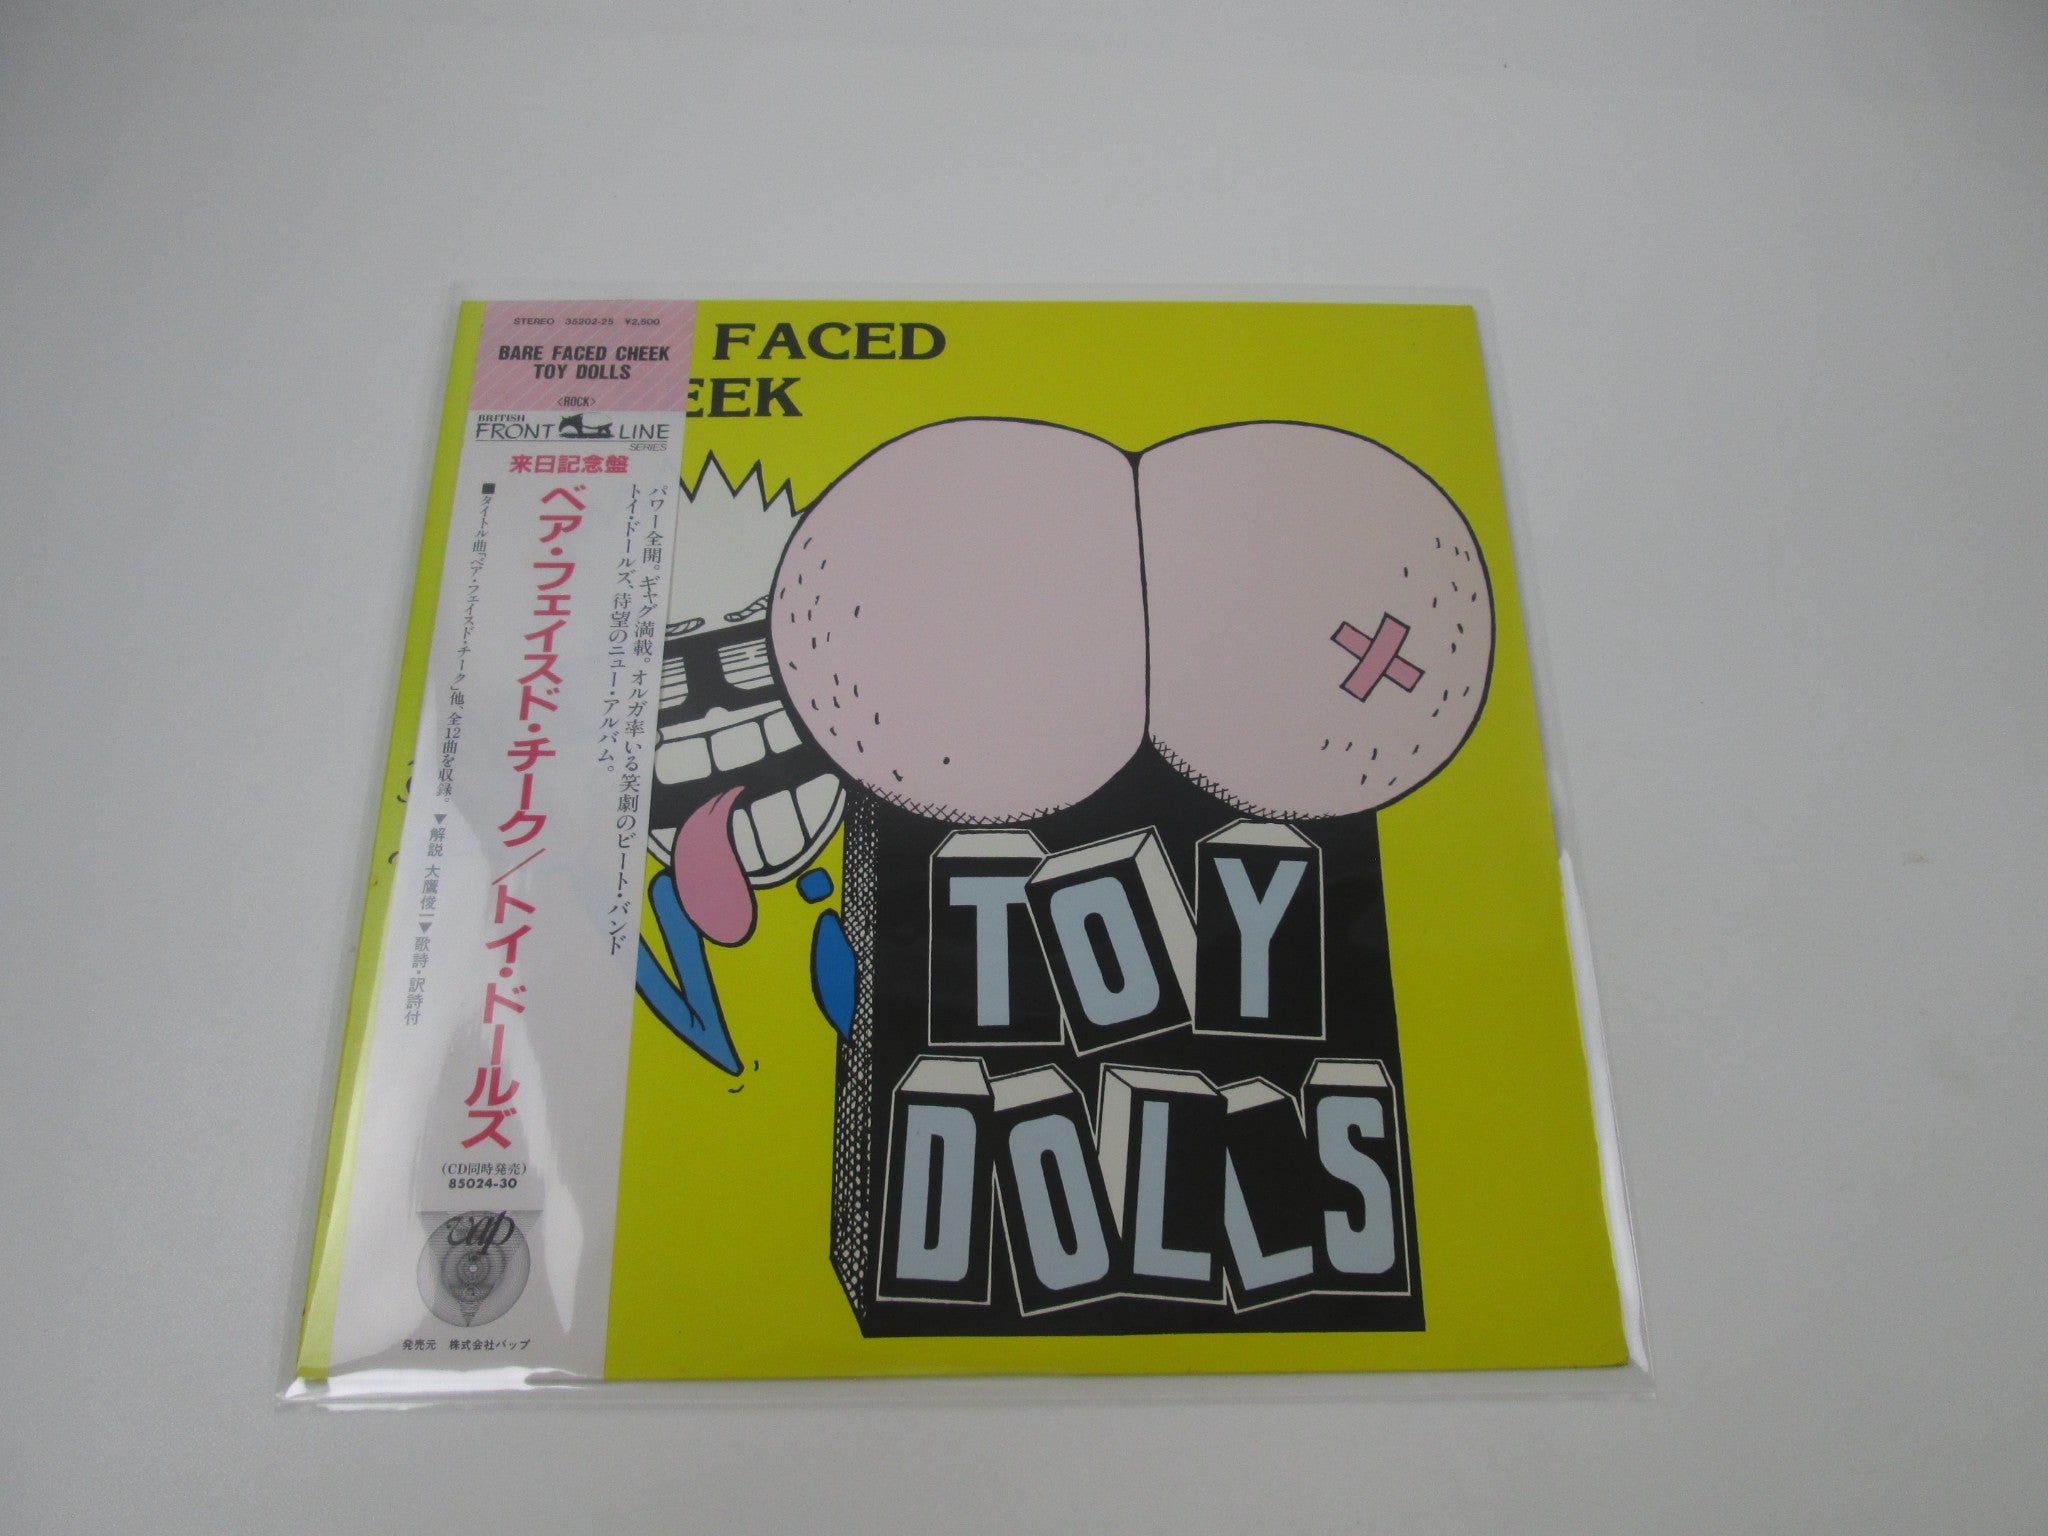 STEREO 35202-25 ¥2,500
BARE FACED CHEEK
TOY DOLLS
<ROCK>
BRITISH
FRONT LINE
SERIES
来日記念盤
パワー全開。ギャグ満載。オルガ率いる笑劇のビート・バンド
トイ・ドールズ、待望のニュー・アルバム。
ベア・フェイスド・チーク/トイ・ドールズ
■タイトル曲「ベア・フェイスド・チーク」他、全12曲を収録。▼解説 大鷹俊一▼歌詩・訳詩付
(CD同時発売)
85024-30
vap
発売元 株式会社バップ
FACED
EEK
TOY
DOLLS